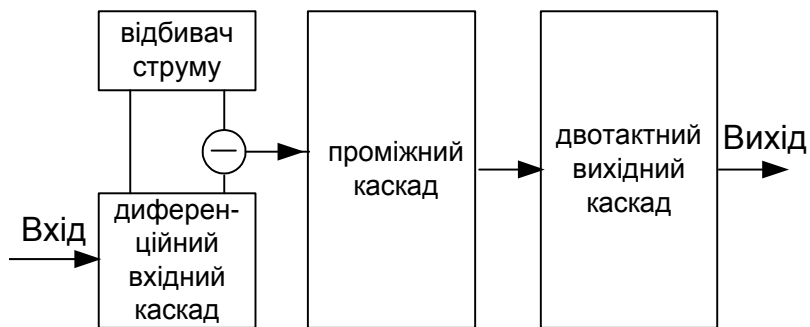 відбивач
струму
Вхід
диферен-
ційний
вхідний
каскад
проміжний
каскад
двотактний
вихідний
каскад
Вихід